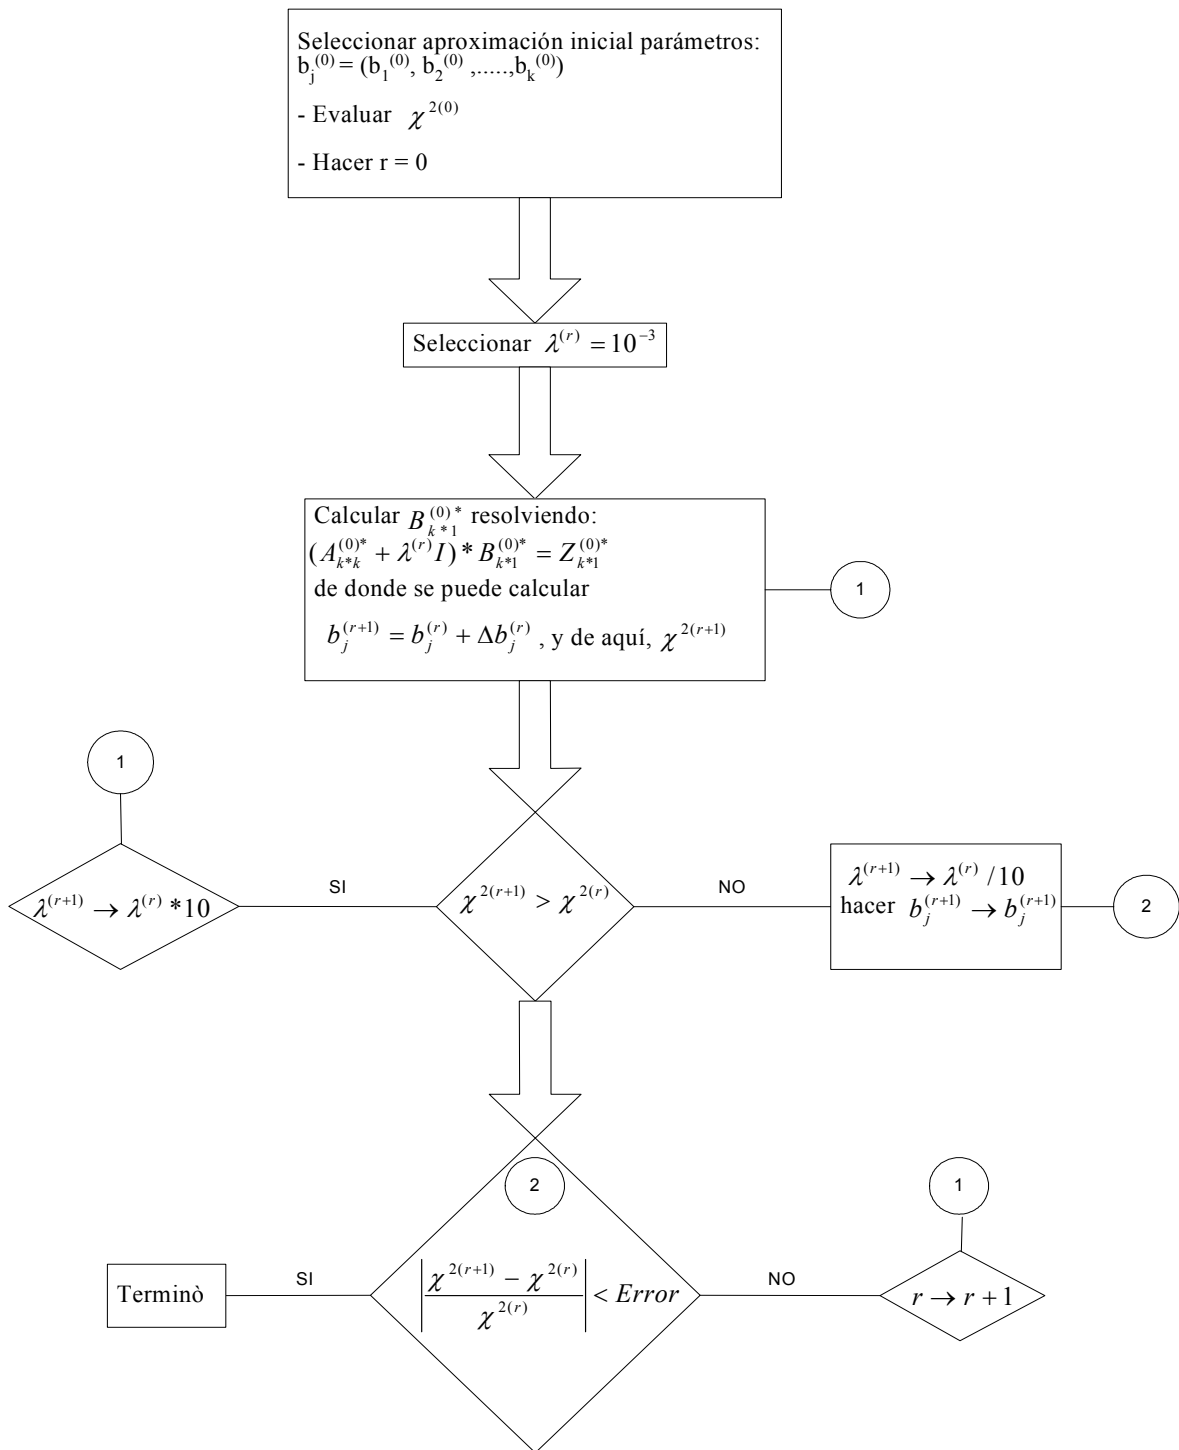 Seleccionar aproximación inicial parámetros:
b_j^(0) = (b_1^(0), b_2^(0) ,.....,b_k^(0))
- Evaluar χ^2(0)
- Hacer r = 0
Seleccionar λ^(r) = 10^-3
Calcular B_k*1^(0)* resolviendo:
(A_k*k^(0)* + λ^(r) I) * B_k*1^(0)* = Z_k*1^(0)*
de donde se puede calcular
b_j^(r+1) = b_j^(r) + Δb_j^(r) , y de aquí, χ^2(r+1)
1
1
λ^(r+1) → λ^(r) *10
SI
χ^2(r+1) > χ^2(r)
NO
λ^(r+1) → λ^(r) /10
hacer b_j^(r+1) → b_j^(r+1)
2
2
1
Terminò
SI
|(χ^2(r+1) − χ^2(r)) / χ^2(r)| < Error
NO
r → r + 1